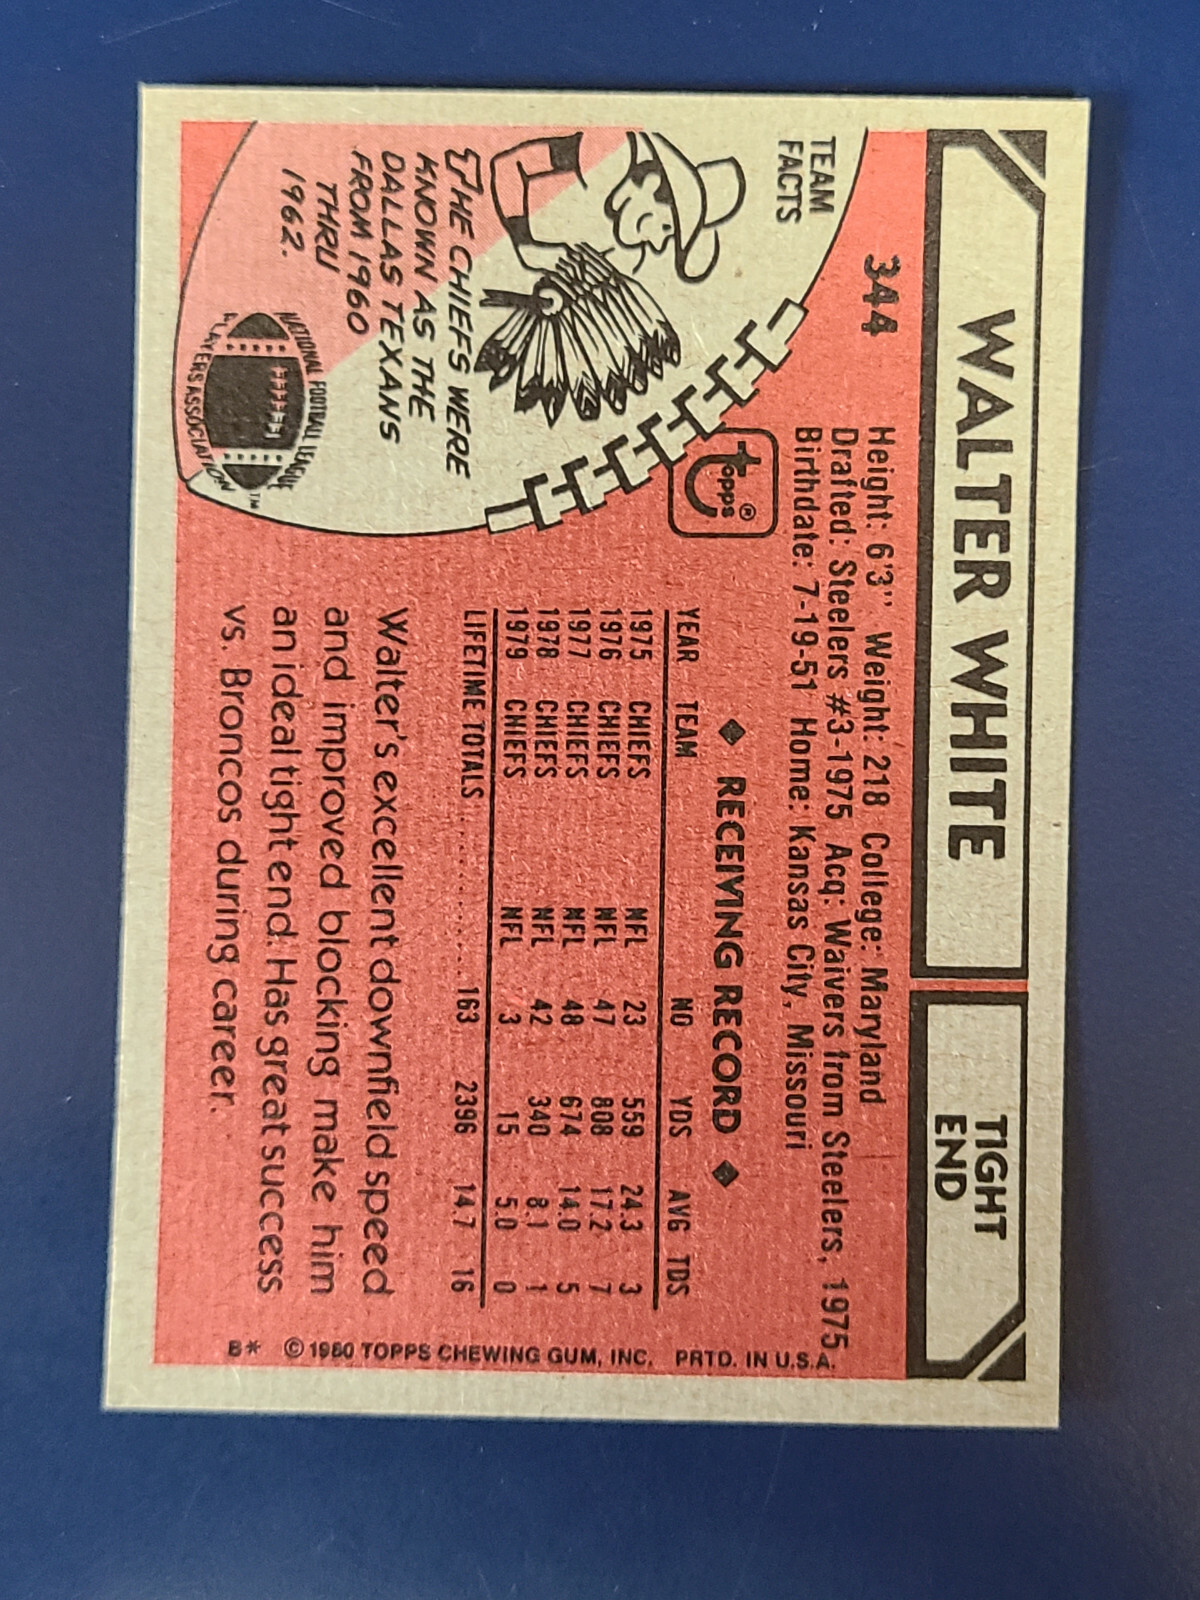 WALTER WHITE
TIGHT
END
344
Height: 6'3" Weight: 218 College: Maryland
Drafted: Steelers #3-1975 Acq: Waivers from Steelers, 1975
Birthdate: 7-19-51 Home: Kansas City, Missouri
TEAM
FACTS
topps®
THE CHIEFS WERE
KNOWN AS THE
DALLAS TEXANS
FROM 1960
THRU
1962.
NATIONAL FOOTBALL LEAGUE
PLAYERS ASSOCIATION
TM
◆ RECEIVING RECORD ◆
YEAR TEAM NO YDS AVG TDS
1975 CHIEFS NFL 23 559 24.3 3
1976 CHIEFS NFL 47 808 17.2 7
1977 CHIEFS NFL 48 674 14.0 5
1978 CHIEFS NFL 42 340 8.1 1
1979 CHIEFS NFL 3 15 5.0 0
LIFETIME TOTALS.............. 163 2396 14.7 16
Walter's excellent downfield speed
and improved blocking make him
an ideal tight end. Has great success
vs. Broncos during career.
B* © 1980 TOPPS CHEWING GUM, INC. PRTD. IN U.S.A.